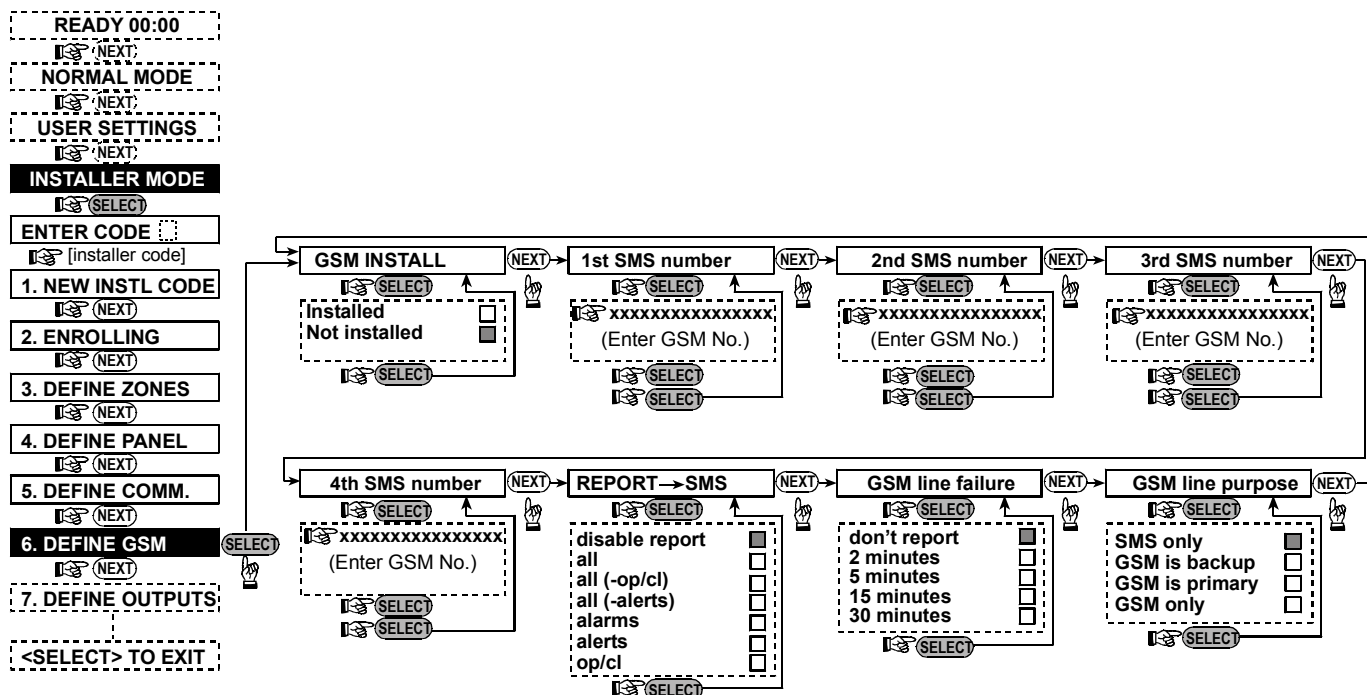 READY 00:00
NEXT
NORMAL MODE
NEXT
USER SETTINGS
NEXT
INSTALLER MODE
SELECT
ENTER CODE
[installer code]
1. NEW INSTL CODE
NEXT
2. ENROLLING
NEXT
3. DEFINE ZONES
NEXT
4. DEFINE PANEL
NEXT
5. DEFINE COMM.
NEXT
6. DEFINE GSM
SELECT
NEXT
7. DEFINE OUTPUTS
<SELECT> TO EXIT
GSM INSTALL
NEXT
SELECT
Installed
Not installed
SELECT
1st SMS number
NEXT
SELECT
xxxxxxxxxxxxxxxx
(Enter GSM No.)
SELECT
SELECT
2nd SMS number
NEXT
SELECT
xxxxxxxxxxxxxxxx
(Enter GSM No.)
SELECT
SELECT
3rd SMS number
NEXT
SELECT
xxxxxxxxxxxxxxxx
(Enter GSM No.)
SELECT
SELECT
4th SMS number
NEXT
SELECT
xxxxxxxxxxxxxxxx
(Enter GSM No.)
SELECT
SELECT
REPORT→SMS
NEXT
SELECT
disable report
all
all (-op/cl)
all (-alerts)
alarms
alerts
op/cl
SELECT
GSM line failure
NEXT
SELECT
don't report
2 minutes
5 minutes
15 minutes
30 minutes
SELECT
GSM line purpose
NEXT
SELECT
SMS only
GSM is backup
GSM is primary
GSM only
SELECT